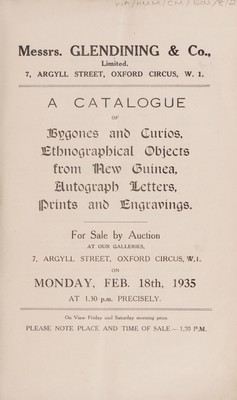 Messrs. GLENDINING & Co.,
Limited.
7, ARGYLL STREET, OXFORD CIRCUS, W. 1.
A CATALOGUE
OF
Bygones and Curios,
Ethnographical Objects
from New Guinea,
Autograph Letters,
Prints and Engravings.
For Sale by Auction
AT OUR GALLERIES,
7, ARGYLL STREET, OXFORD CIRCUS, W.1.
ON
MONDAY, FEB. 18th, 1935
AT 1.30 p.m. PRECISELY.
On View Friday and Saturday morning prior.
PLEASE NOTE PLACE AND TIME OF SALE – 1.30 P.M.